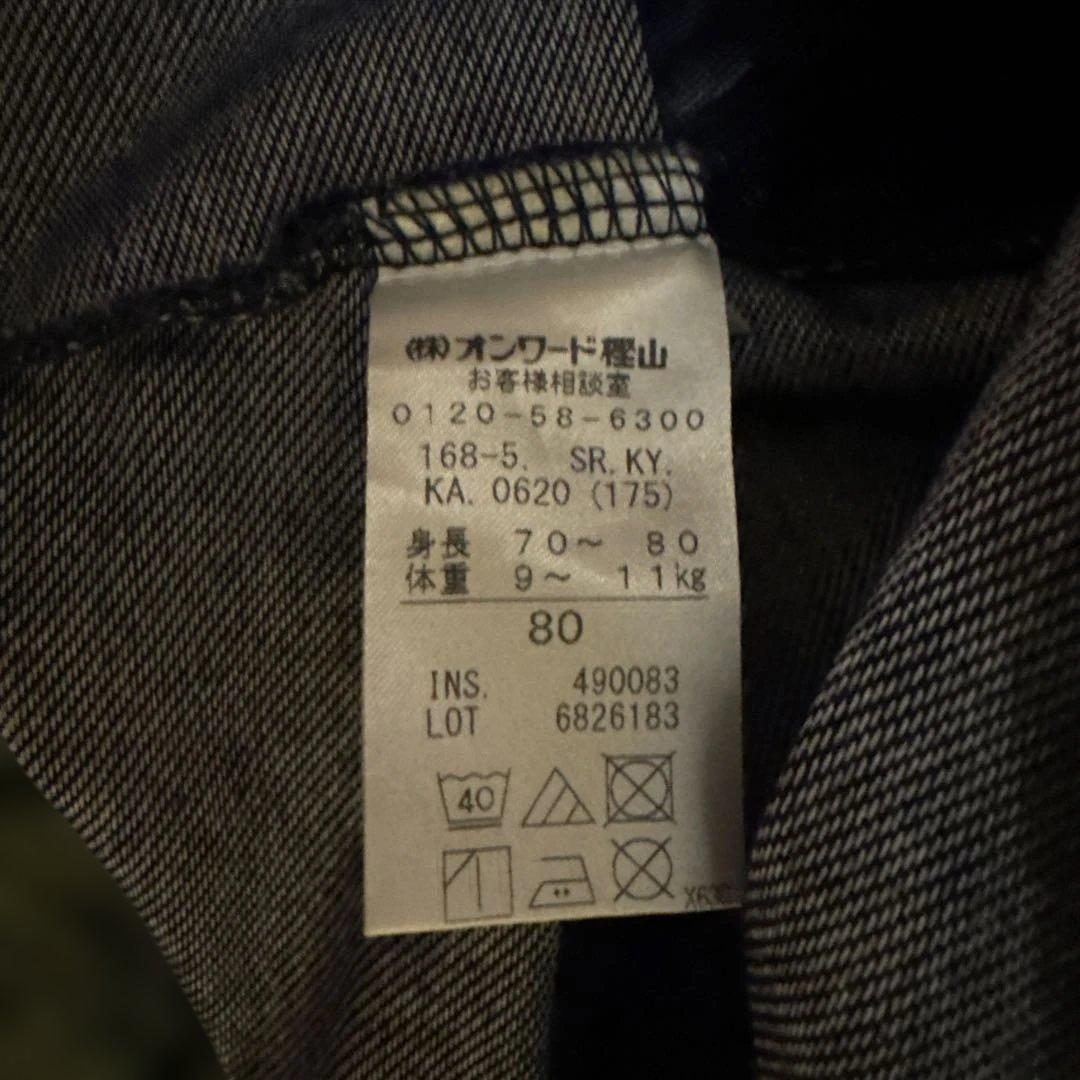 ㈱オンワード樫山
お客様相談室
0120-58-6300
168-5. SR.KY.
KA. 0620 (175)
身長 70～ 80
体重 9～ 11kg
80
INS. 490083
LOT 6826183
40